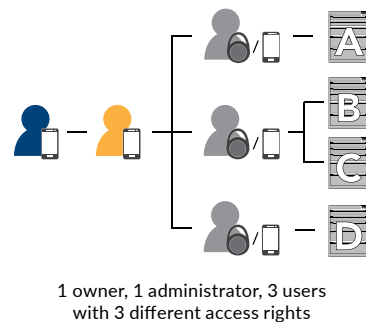 A
B
C
D
/
/
/
1 owner, 1 administrator, 3 users
with 3 different access rights